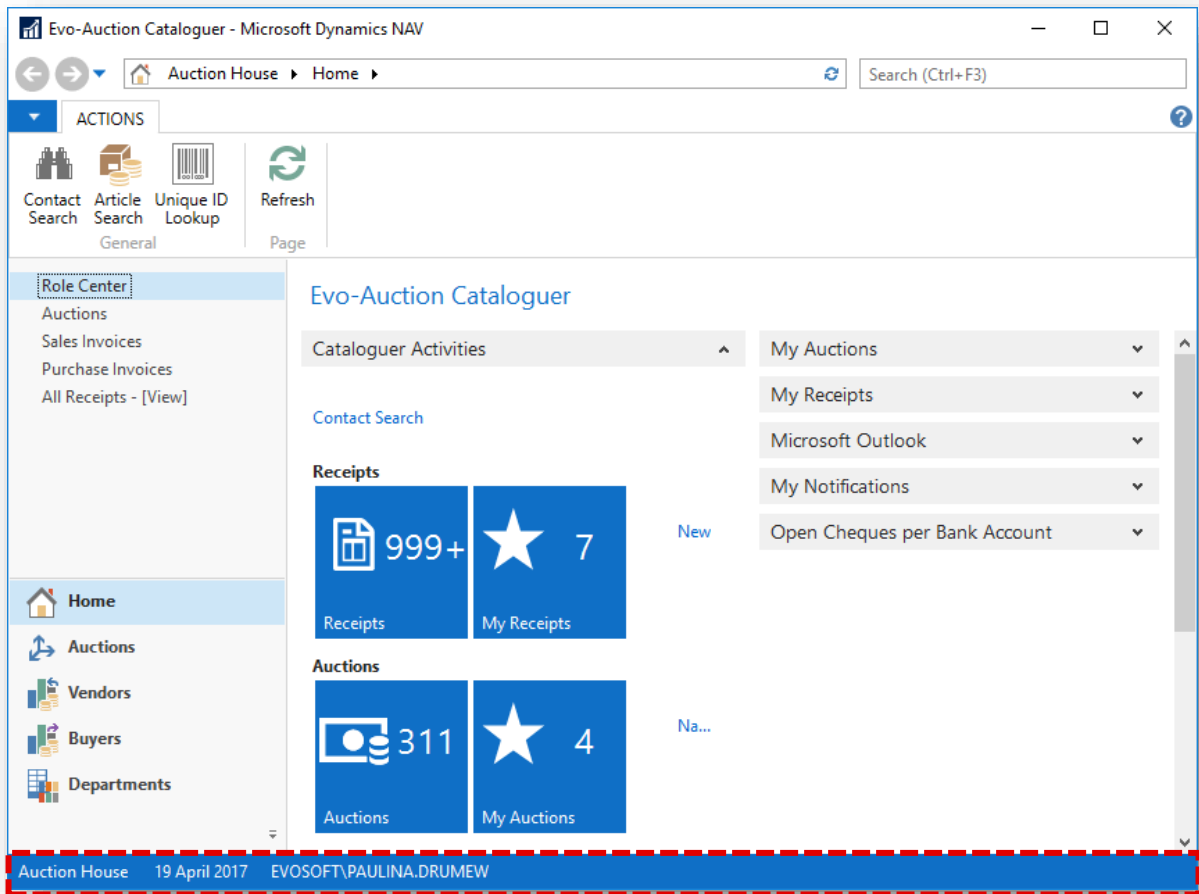 Evo-Auction Cataloguer - Microsoft Dynamics NAV
Auction House Home
Search (Ctrl+F3)
ACTIONS
Contact Search
Article Search
Unique ID Lookup
Refresh
General
Page
Role Center
Auctions
Sales Invoices
Purchase Invoices
All Receipts - [View]
Home
Auctions
Vendors
Buyers
Departments
Evo-Auction Cataloguer
Cataloguer Activities
Contact Search
Receipts
999+
Receipts
7
My Receipts
New
Auctions
311
Auctions
4
My Auctions
Na...
My Auctions
My Receipts
Microsoft Outlook
My Notifications
Open Cheques per Bank Account
Auction House 19 April 2017 EVOSOFT\PAULINA.DRUMEW